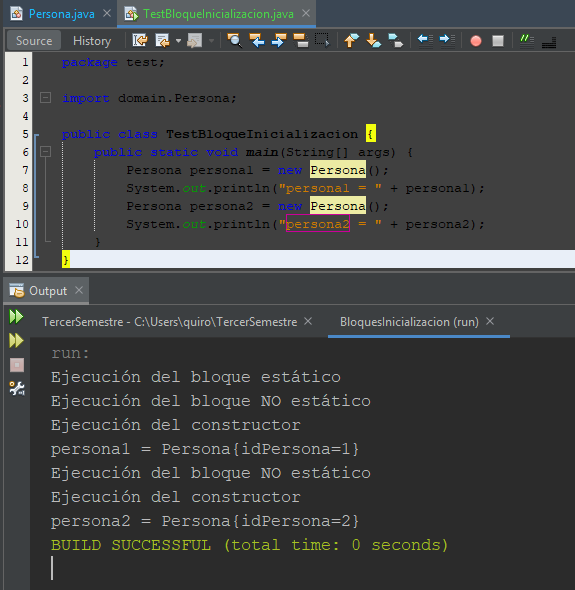 Persona.java × TestBloqueInicializacion.java ×
Source History
1 package test;
2
3 import domain.Persona;
4
5 public class TestBloqueInicializacion {
6 public static void main(String[] args) {
7 Persona persona1 = new Persona();
8 System.out.println("persona1 = " + persona1);
9 Persona persona2 = new Persona();
10 System.out.println("persona2 = " + persona2);
11 }
12 }
Output ×
TercerSemestre - C:\Users\quiro\TercerSemestre × BloquesInicializacion (run) ×
run:
Ejecución del bloque estático
Ejecución del bloque NO estático
Ejecución del constructor
persona1 = Persona{idPersona=1}
Ejecución del bloque NO estático
Ejecución del constructor
persona2 = Persona{idPersona=2}
BUILD SUCCESSFUL (total time: 0 seconds)